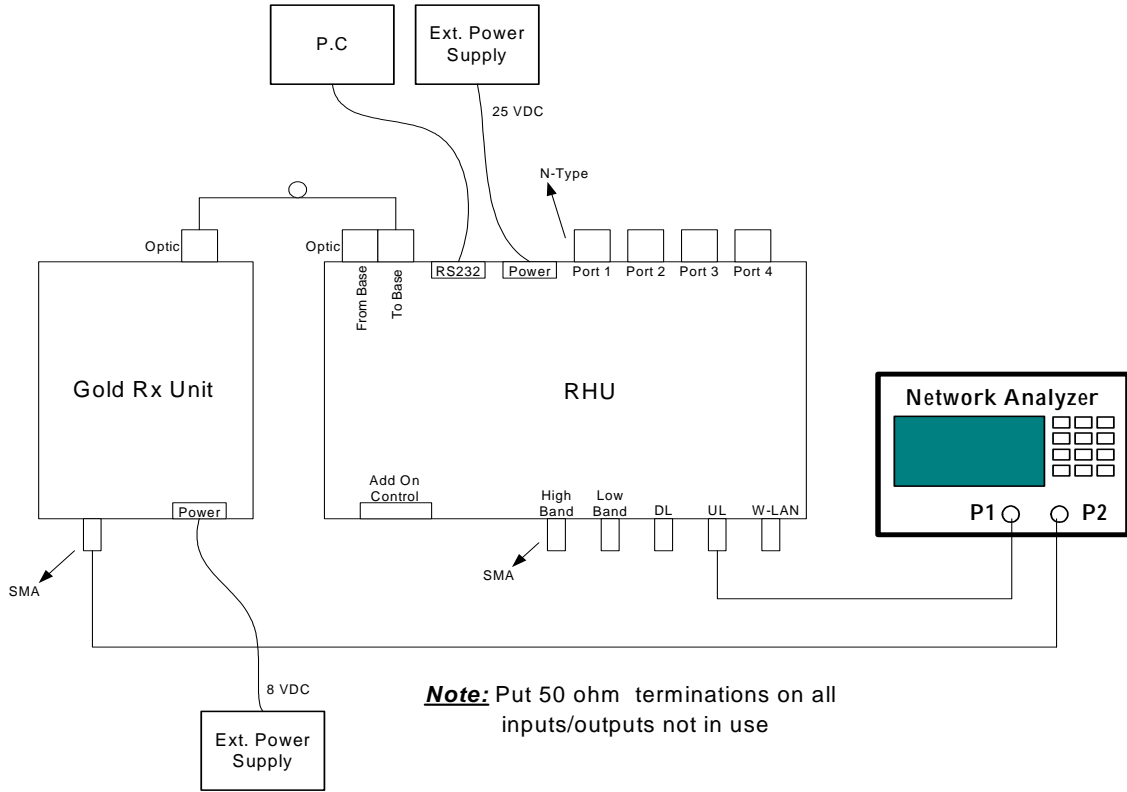 P.C
Ext. Power
Supply
25 VDC
N-Type
Optic
Optic
From Base
To Base
RS232
Power
Port 1
Port 2
Port 3
Port 4
Gold Rx Unit
RHU
Network Analyzer
P1
P2
Add On
Control
High
Band
Low
Band
DL
UL
W-LAN
Power
SMA
SMA
8 VDC
Note: Put 50 ohm terminations on all
inputs/outputs not in use
Ext. Power
Supply